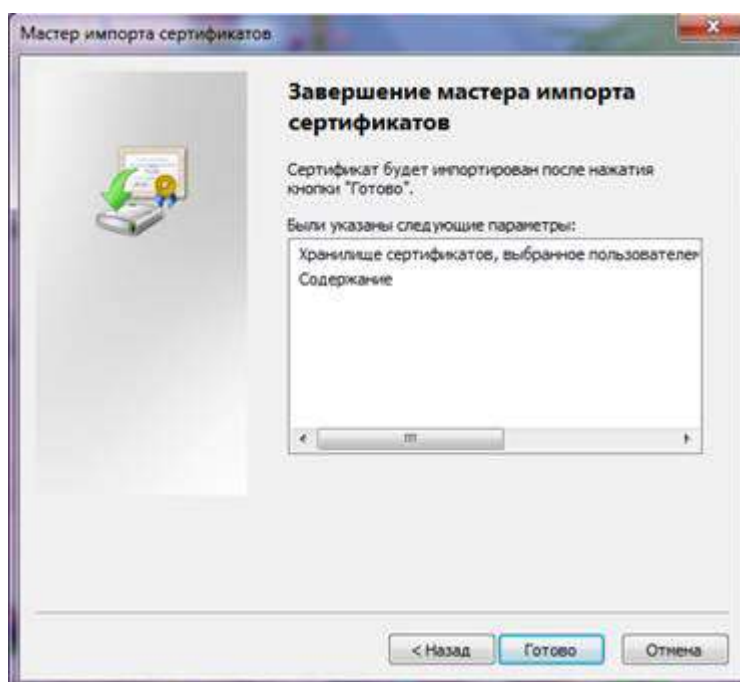 Мастер импорта сертификатов
Завершение мастера импорта
сертификатов
Сертификат будет импортирован после нажатия
кнопки "Готово".
Были указаны следующие параметры:
Хранилище сертификатов, выбранное пользователем
Содержание
< Назад
Готово
Отмена